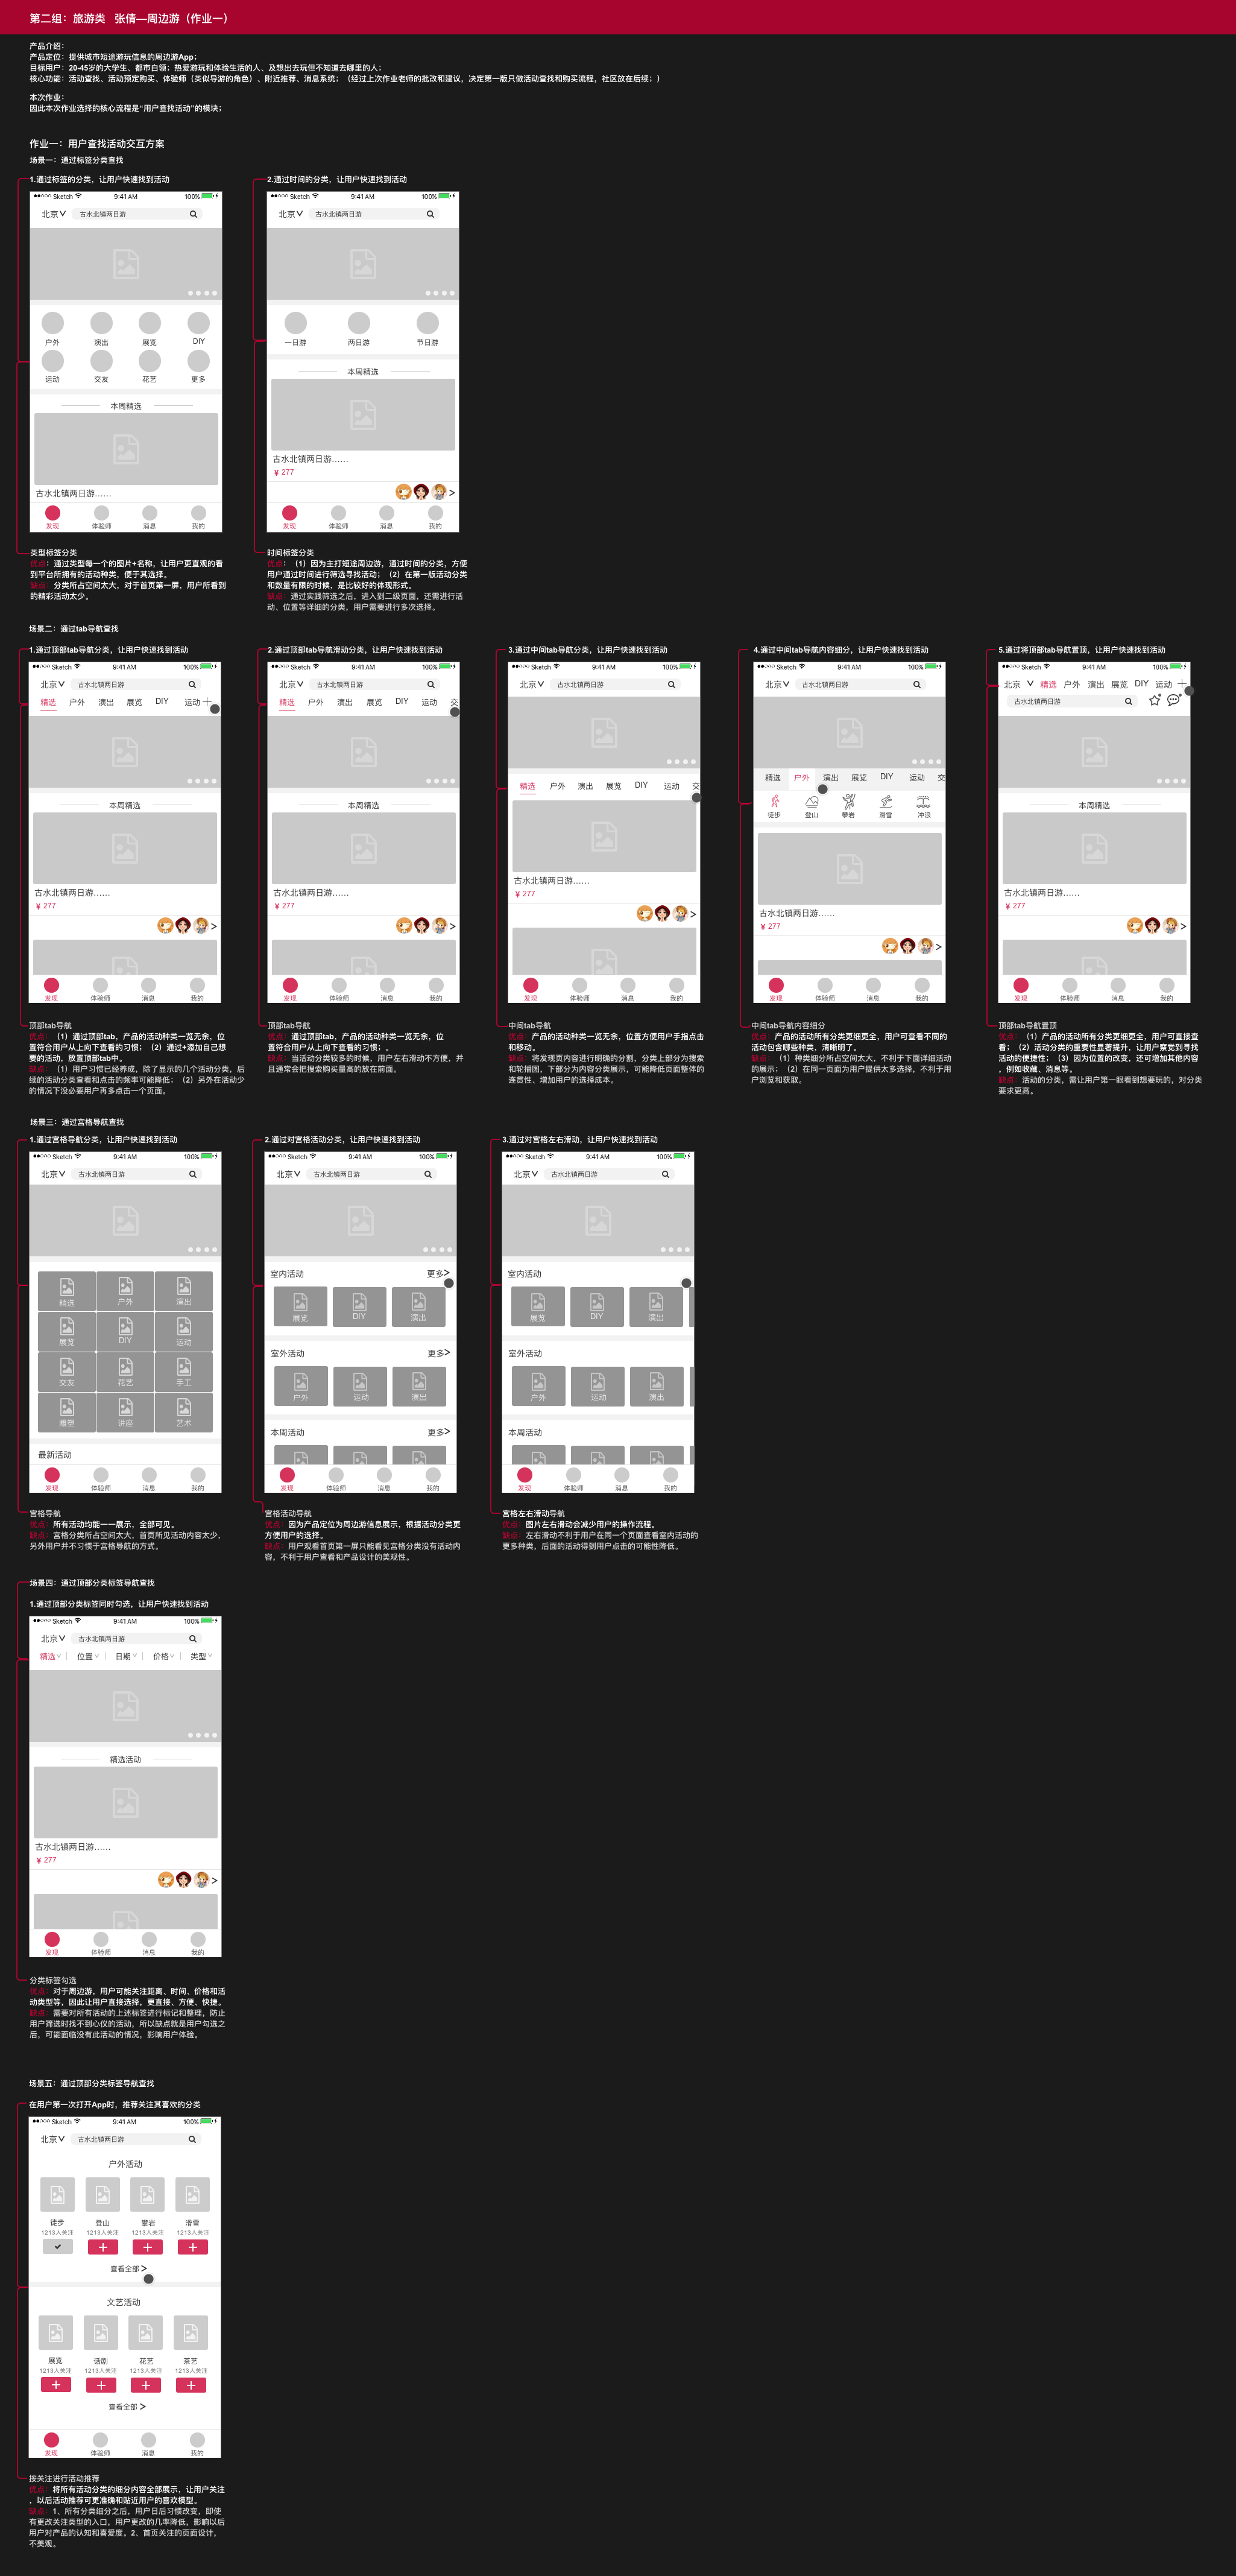 第二组：旅游类   张倩—周边游（作业一）
产品介绍：
产品定位：提供城市短途游玩信息的周边游App；
目标用户：20-45岁的大学生、都市白领；热爱游玩和体验生活的人、及想出去玩但不知道去哪里的人；
核心功能：活动查找、活动预定购买、体验师（类似导游的角色）、附近推荐、消息系统；（经过上次作业老师的批改和建议，决定第一版只做活动查找和购买流程，社区放在后续；）
本次作业：
因此本次作业选择的核心流程是“用户查找活动”的模块；
作业一：用户查找活动交互方案
场景一：通过标签分类查找
1.通过标签的分类，让用户快速找到活动
Sketch 9:41 AM 100%
北京 古水北镇两日游
户外 演出 展览 DIY
运动 交友 花艺 更多
本周精选
古水北镇两日游……
发现 体验师 消息 我的
类型标签分类
优点：通过类型每一个的图片+名称，让用户更直观的看
到平台所拥有的活动种类，便于其选择。
缺点：分类所占空间太大，对于首页第一屏，用户所看到
的精彩活动太少。
2.通过时间的分类，让用户快速找到活动
Sketch 9:41 AM 100%
北京 古水北镇两日游
一日游 两日游 节日游
本周精选
古水北镇两日游……
¥ 277
发现 体验师 消息 我的
时间标签分类
优点：（1）因为主打短途周边游，通过时间的分类，方便
用户通过时间进行筛选寻找活动；（2）在第一版活动分类
和数量有限的时候，是比较好的体现形式。
缺点：通过实践筛选之后，进入到二级页面，还需进行活
动、位置等详细的分类，用户需要进行多次选择。
场景二：通过tab导航查找
1.通过顶部tab导航分类，让用户快速找到活动
Sketch 9:41 AM 100%
北京 古水北镇两日游
精选 户外 演出 展览 DIY 运动
本周精选
古水北镇两日游……
¥ 277
发现 体验师 消息 我的
顶部tab导航
优点：（1）通过顶部tab，产品的活动种类一览无余，位
置符合用户从上向下查看的习惯；（2）通过+添加自己想
要的活动，放置顶部tab中。
缺点：（1）用户习惯已经养成，除了显示的几个活动分类，后
续的活动分类查看和点击的频率可能降低；（2）另外在活动少
的情况下没必要用户再多点击一个页面。
2.通过顶部tab导航滑动分类，让用户快速找到活动
Sketch 9:41 AM 100%
北京 古水北镇两日游
精选 户外 演出 展览 DIY 运动 交
本周精选
古水北镇两日游……
¥ 277
发现 体验师 消息 我的
顶部tab导航
优点：通过顶部tab，产品的活动种类一览无余，位
置符合用户从上向下查看的习惯；。
缺点：当活动分类较多的时候，用户左右滑动不方便，并
且通常会把搜索购买量高的放在前面。
3.通过中间tab导航分类，让用户快速找到活动
Sketch 9:41 AM 100%
北京 古水北镇两日游
精选 户外 演出 展览 DIY 运动 交
古水北镇两日游……
¥ 277
发现 体验师 消息 我的
中间tab导航
优点：产品的活动种类一览无余，位置方便用户手指点击
和移动。
缺点：将发现页内容进行明确的分割，分类上部分为搜索
和轮播图，下部分为内容分类展示，可能降低页面整体的
连贯性、增加用户的选择成本。
4.通过中间tab导航内容细分，让用户快速找到活动
Sketch 9:41 AM 100%
北京 古水北镇两日游
精选 户外 演出 展览 DIY 运动 交
徒步 登山 攀岩 滑雪 冲浪
古水北镇两日游……
¥ 277
发现 体验师 消息 我的
中间tab导航内容细分
优点：产品的活动所有分类更细更全，用户可查看不同的
活动包含哪些种类，清晰明了。
缺点：（1）种类细分所占空间太大，不利于下面详细活动
的展示；（2）在同一页面为用户提供太多选择，不利于用
户浏览和获取。
5.通过将顶部tab导航置顶，让用户快速找到活动
Sketch 9:41 AM 100%
北京 精选 户外 演出 展览 DIY 运动
古水北镇两日游
本周精选
古水北镇两日游……
¥ 277
发现 体验师 消息 我的
顶部tab导航置顶
优点：（1）产品的活动所有分类更细更全，用户可直接查
看；（2）活动分类的重要性显著提升，让用户察觉到寻找
活动的便捷性；（3）因为位置的改变，还可增加其他内容
，例如收藏、消息等。
缺点：活动的分类，需让用户第一眼看到想要玩的，对分类
要求更高。
场景三：通过宫格导航查找
1.通过宫格导航分类，让用户快速找到活动
Sketch 9:41 AM 100%
北京 古水北镇两日游
精选 户外 演出
展览 DIY 运动
交友 花艺 手工
雕塑 讲座 艺术
最新活动
发现 体验师 消息 我的
宫格导航
优点：所有活动均能一一展示，全部可见。
缺点：宫格分类所占空间太大，首页所见活动内容太少，
另外用户并不习惯于宫格导航的方式。
2.通过对宫格活动分类，让用户快速找到活动
Sketch 9:41 AM 100%
北京 古水北镇两日游
室内活动 更多
展览 DIY 演出
室外活动 更多
户外 运动 演出
本周活动 更多
发现 体验师 消息 我的
宫格活动导航
优点：因为产品定位为周边游信息展示，根据活动分类更
方便用户的选择。
缺点：用户观看首页第一屏只能看见宫格分类没有活动内
容，不利于用户查看和产品设计的美观性。
3.通过对宫格左右滑动，让用户快速找到活动
Sketch 9:41 AM 100%
北京 古水北镇两日游
室内活动
展览 DIY 演出
室外活动
户外 运动 演出
本周活动
发现 体验师 消息 我的
宫格左右滑动导航
优点：图片左右滑动会减少用户的操作流程。
缺点：左右滑动不利于用户在同一个页面查看室内活动的
更多种类，后面的活动得到用户点击的可能性降低。
场景四：通过顶部分类标签导航查找
1.通过顶部分类标签同时勾选，让用户快速找到活动
Sketch 9:41 AM 100%
北京 古水北镇两日游
精选 位置 日期 价格 类型
精选活动
古水北镇两日游……
¥ 277
发现 体验师 消息 我的
分类标签勾选
优点：对于周边游，用户可能关注距离、时间、价格和活
动类型等，因此让用户直接选择，更直接、方便、快捷。
缺点：需要对所有活动的上述标签进行标记和整理，防止
用户筛选时找不到心仪的活动，所以缺点就是用户勾选之
后，可能面临没有此活动的情况，影响用户体验。
场景五：通过顶部分类标签导航查找
在用户第一次打开App时，推荐关注其喜欢的分类
Sketch 9:41 AM 100%
北京 古水北镇两日游
户外活动
徒步 登山 攀岩 滑雪
1213人关注 1213人关注 1213人关注 1213人关注
查看全部
文艺活动
展览 话剧 花艺 茶艺
1213人关注 1213人关注 1213人关注 1213人关注
查看全部
发现 体验师 消息 我的
按关注进行活动推荐
优点：将所有活动分类的细分内容全部展示，让用户关注
，以后活动推荐可更准确和贴近用户的喜欢模型。
缺点：1、所有分类细分之后，用户日后习惯改变，即使
有更改关注类型的入口，用户更改的几率降低，影响以后
用户对产品的认知和喜爱度。2、首页关注的页面设计，
不美观。